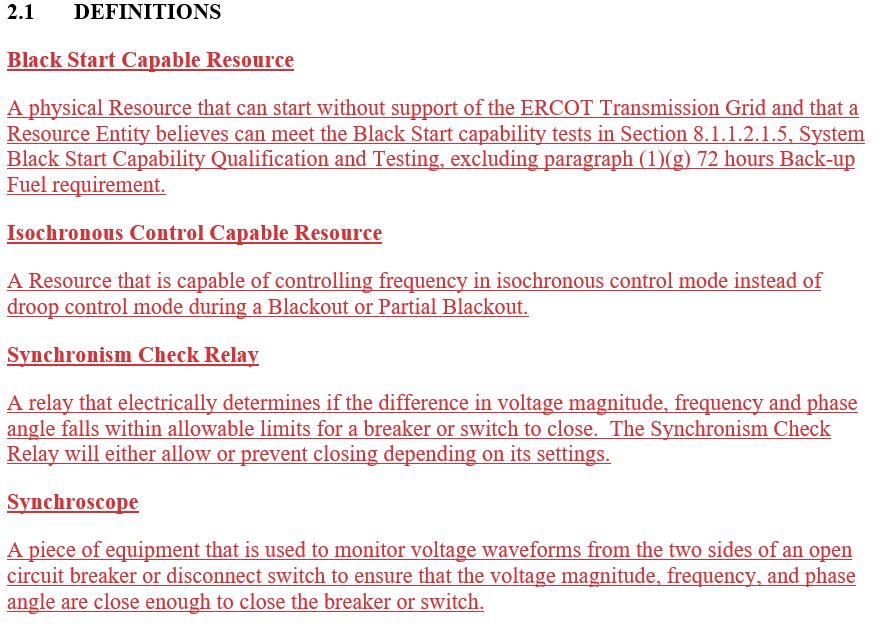 2.1 DEFINITIONS
Black Start Capable Resource
A physical Resource that can start without support of the ERCOT Transmission Grid and that a
Resource Entity believes can meet the Black Start capability tests in Section 8.1.1.2.1.5, System
Black Start Capability Qualification and Testing, excluding paragraph (1)(g) 72 hours Back-up
Fuel requirement.
Isochronous Control Capable Resource
A Resource that is capable of controlling frequency in isochronous control mode instead of
droop control mode during a Blackout or Partial Blackout.
Synchronism Check Relay
A relay that electrically determines if the difference in voltage magnitude, frequency and phase
angle falls within allowable limits for a breaker or switch to close.  The Synchronism Check
Relay will either allow or prevent closing depending on its settings.
Synchroscope
A piece of equipment that is used to monitor voltage waveforms from the two sides of an open
circuit breaker or disconnect switch to ensure that the voltage magnitude, frequency, and phase
angle are close enough to close the breaker or switch.